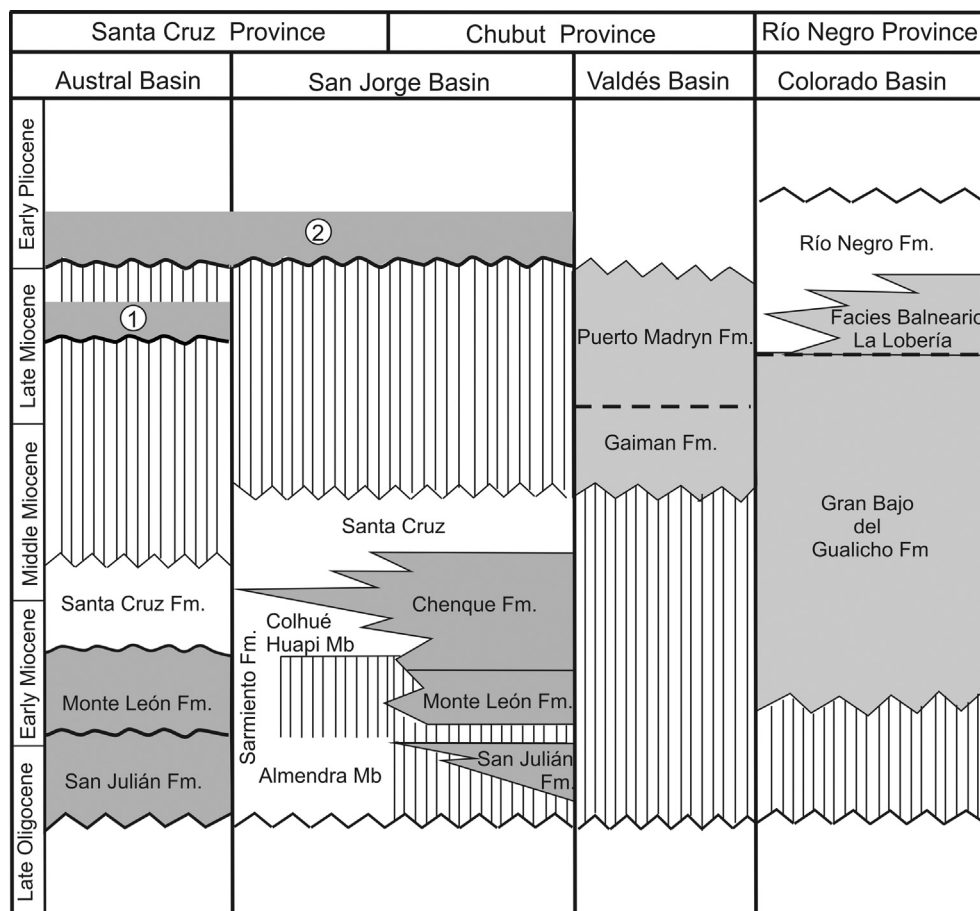 Santa Cruz Province
Chubut Province
Río Negro Province
Austral Basin
San Jorge Basin
Valdés Basin
Colorado Basin
Early Pliocene
Late Miocene
Middle Miocene
Early Miocene
Late Oligocene
2
1
Santa Cruz Fm.
Monte León Fm.
San Julián Fm.
Santa Cruz
Chenque Fm.
Colhué
Huapi Mb
Sarmiento Fm.
Monte León Fm.
Almendra Mb
San Julián
Fm.
Puerto Madryn Fm.
Gaiman Fm.
Río Negro Fm.
Facies Balneario
La Lobería
Gran Bajo
del
Gualicho Fm